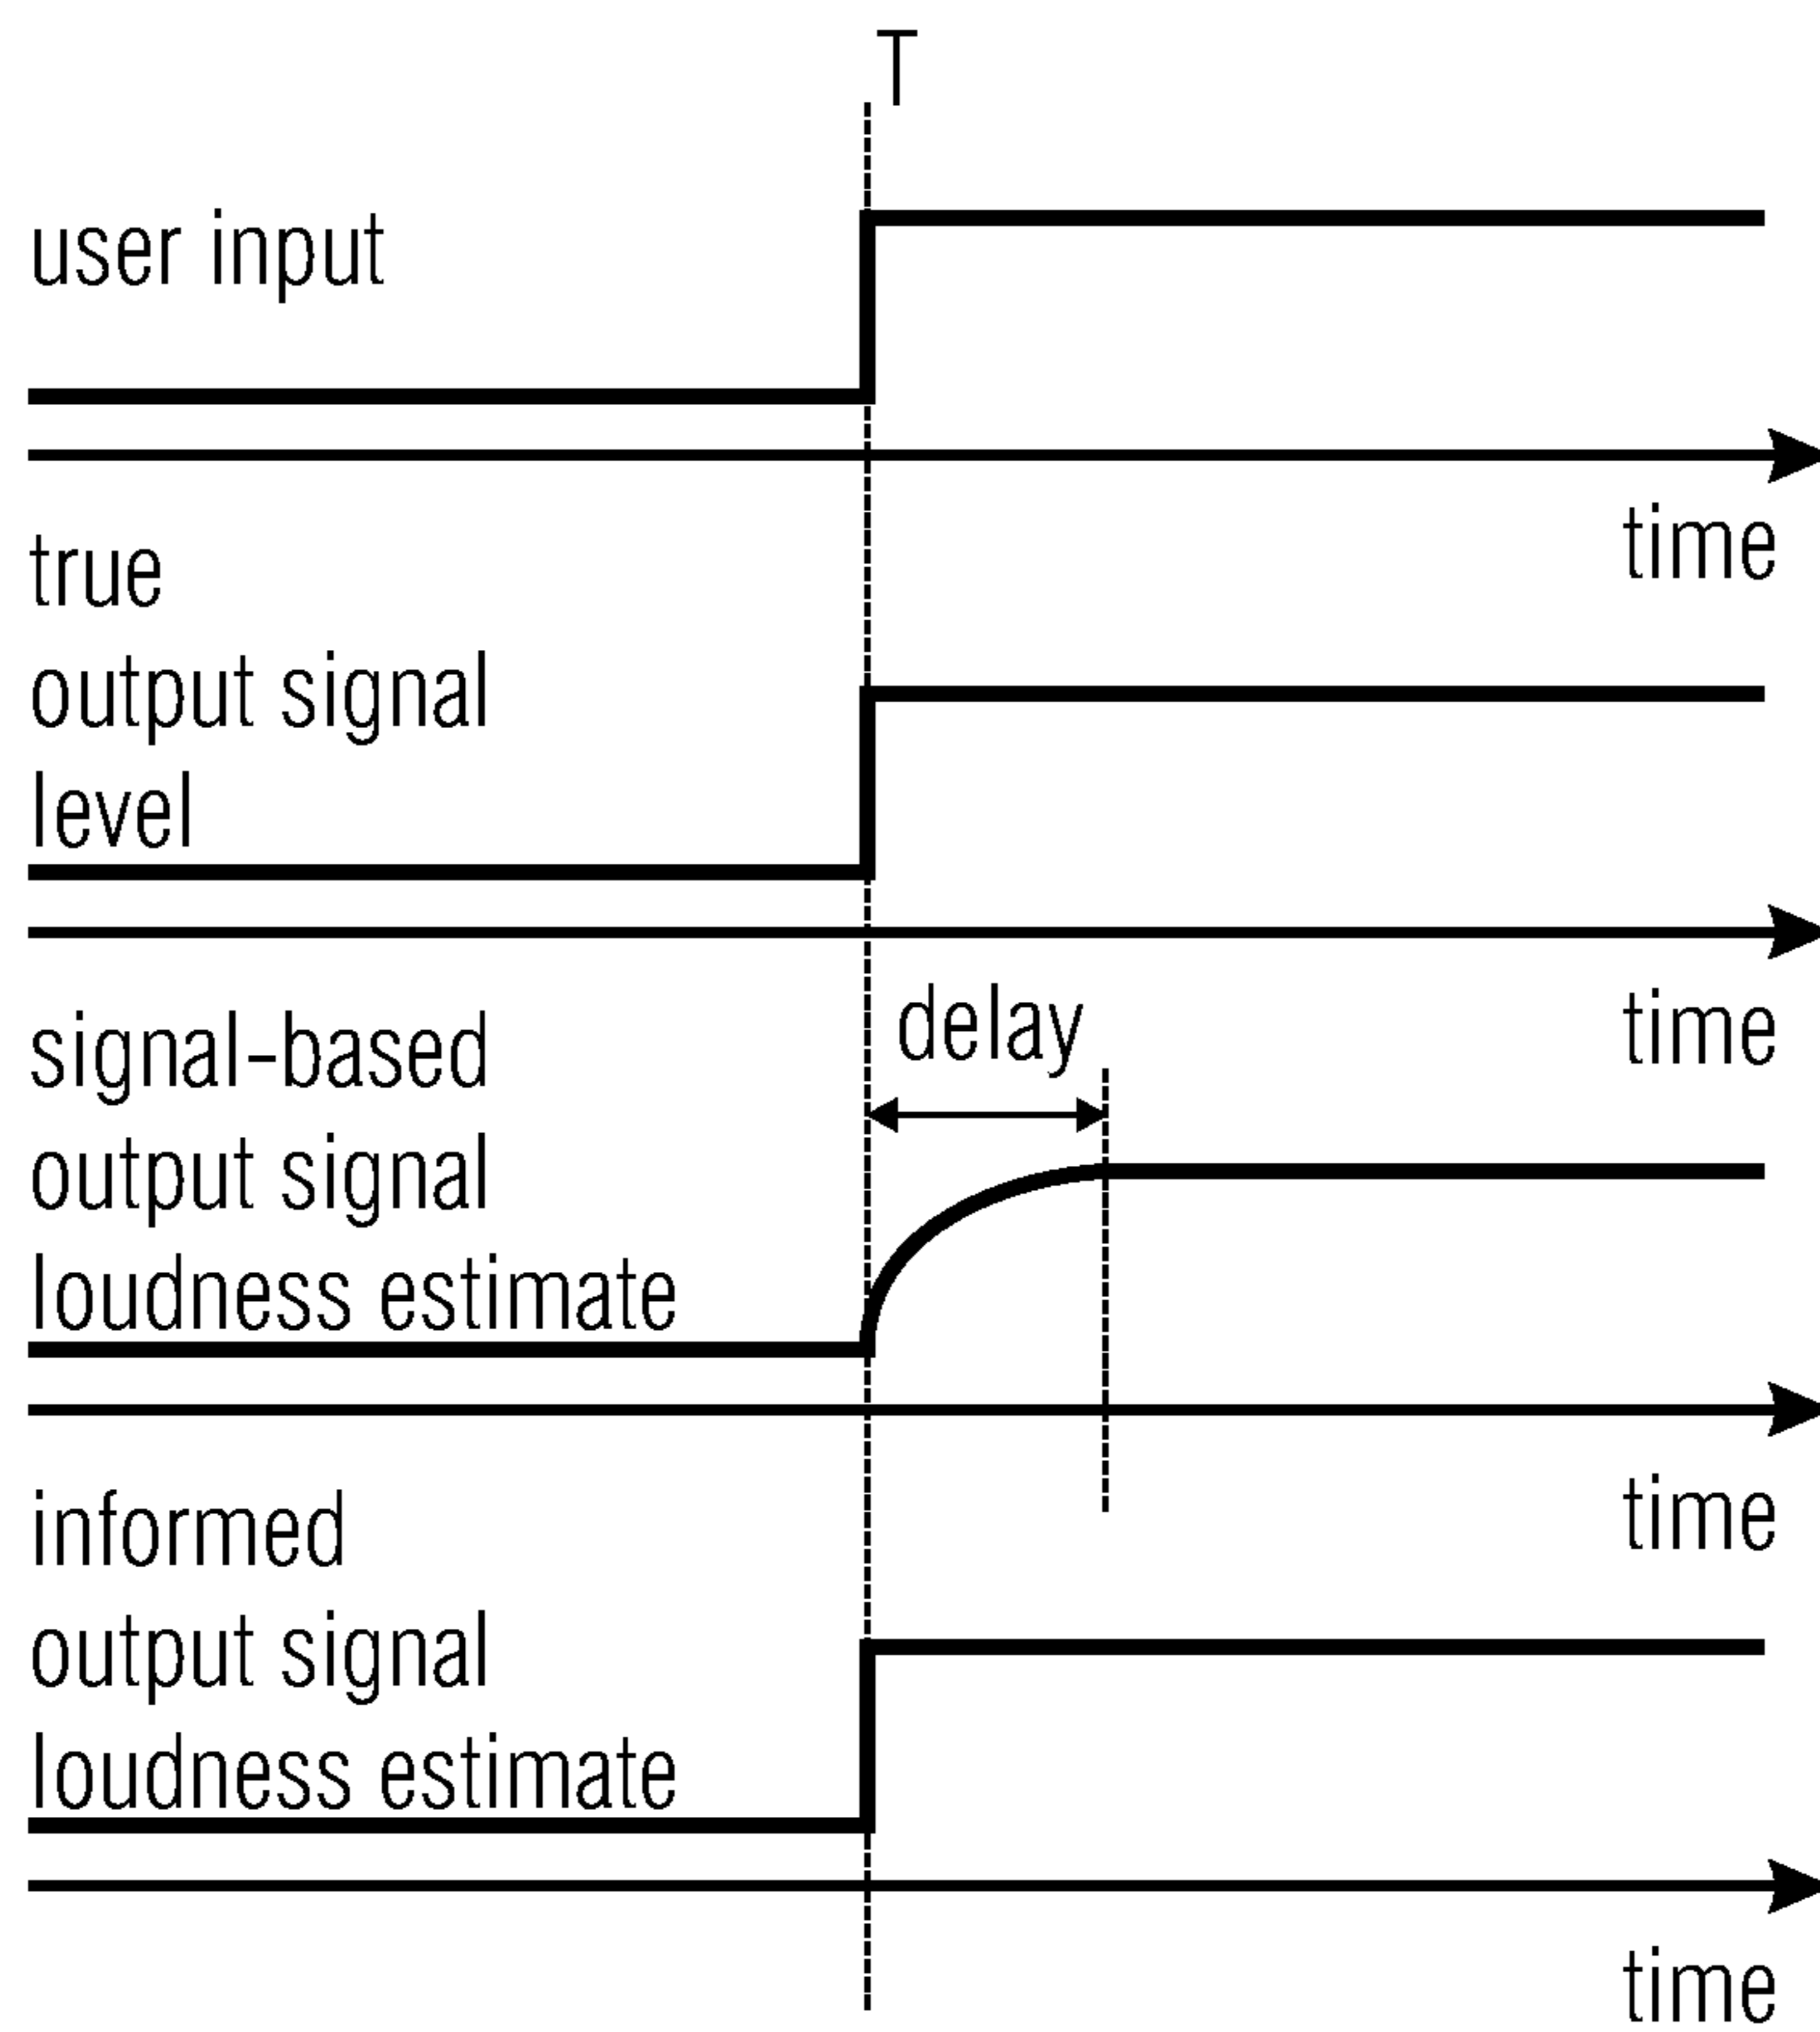 T
user input
time
true
output signal
level
time
delay
signal-based
output signal
loudness estimate
time
informed
output signal
loudness estimate
time